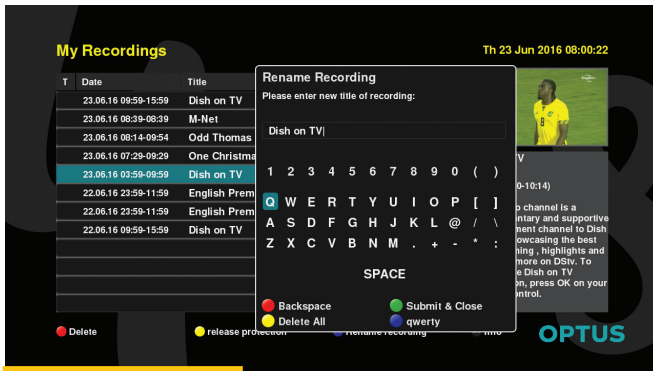 My Recordings
Th 23 Jun 2016 08:00:22
T Date Title
23.06.16 09:59-15:59 Dish on TV
23.06.16 08:39-08:39 M-Net
23.06.16 08:14-09:54 Odd Thomas
23.06.16 07:29-09:29 One Christma
23.06.16 03:59-09:59 Dish on TV
22.06.16 23:59-11:59 English Prem
22.06.16 23:59-11:59 English Prem
22.06.16 09:59-15:59 Dish on TV
Rename Recording
Please enter new title of recording:
Dish on TV
1 2 3 4 5 6 7 8 9 0 ( )
Q W E R T Y U I O P [ ]
A S D F G H J K L @ / \
Z X C V B N M . + - * :
SPACE
Backspace
Submit & Close
Delete All
qwerty
V
0-10:14)
o channel is a
entary and supportive
ment channel to Dish
owcasing the best
ning , highlights and
more on DStv. To
e Dish on TV
on, press OK on your
ontrol.
Delete
release protection
Rename recording
Info
OPTUS